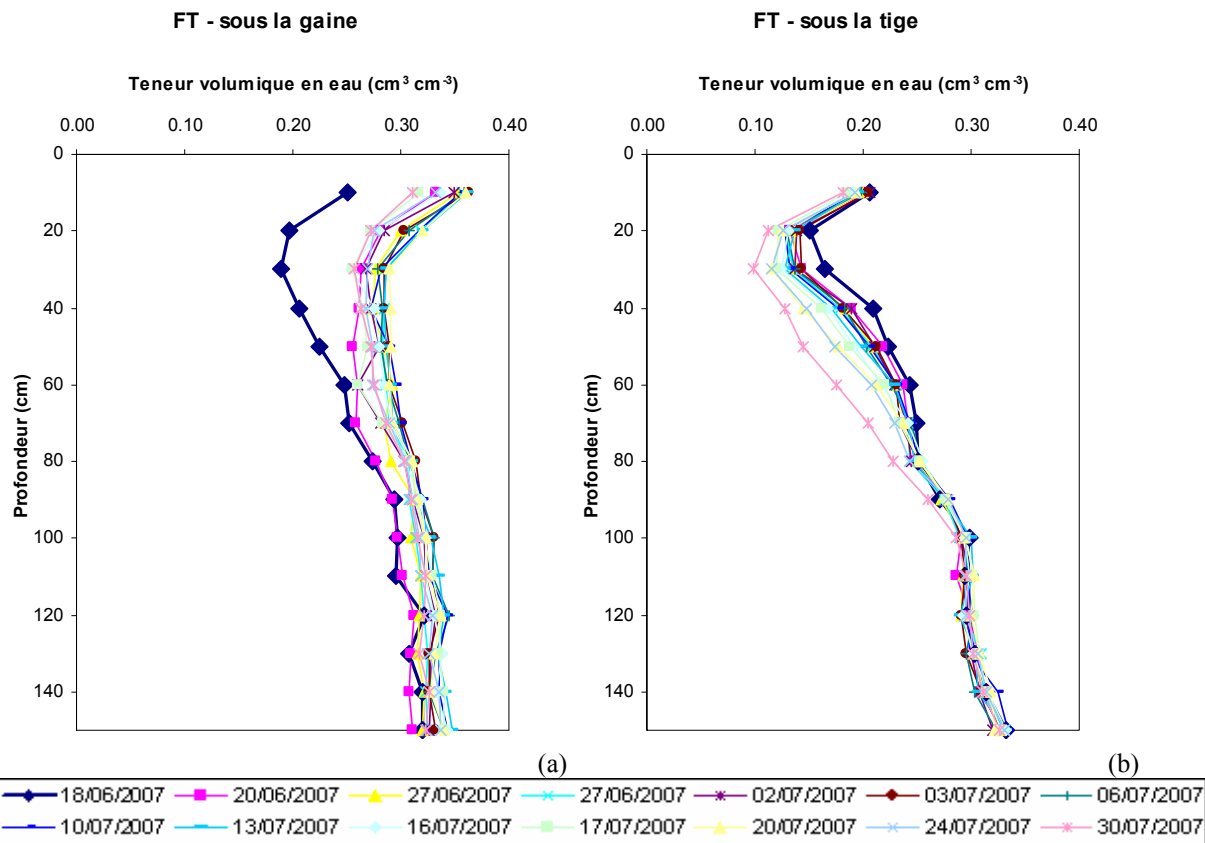 FT - sous la gaine
Teneur volumique en eau (cm³ cm⁻³)
0.00 0.10 0.20 0.30 0.40
0
20
40
60
80
100
120
140
Profondeur (cm)
(a)
FT - sous la tige
Teneur volumique en eau (cm³ cm⁻³)
0.00 0.10 0.20 0.30 0.40
0
20
40
60
80
100
120
140
Profondeur (cm)
(b)
18/06/2007 20/06/2007 27/06/2007 27/06/2007 02/07/2007 03/07/2007 06/07/2007
10/07/2007 13/07/2007 16/07/2007 17/07/2007 20/07/2007 24/07/2007 30/07/2007